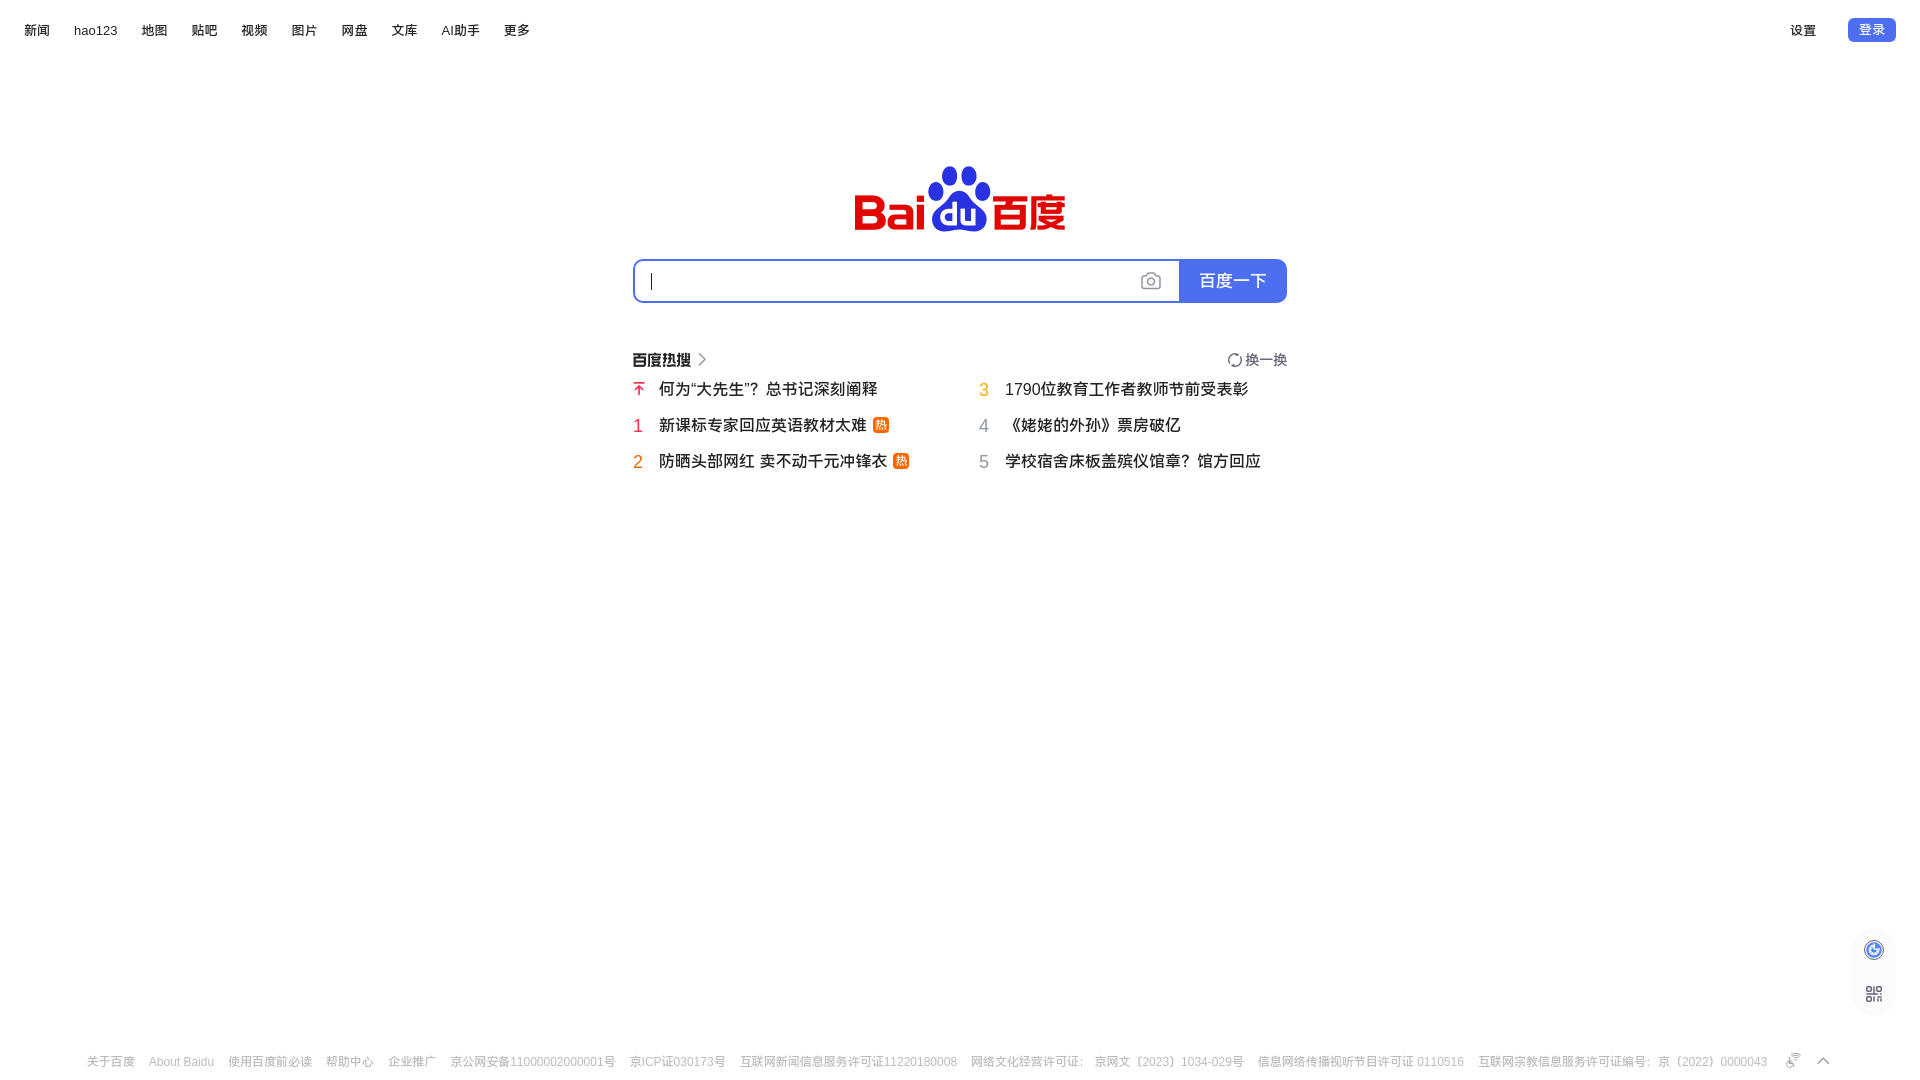 新闻 hao123 地图 贴吧 视频 图片 网盘 文库 AI助手 更多 设置 登录
Bai du 百度
百度一下
百度热搜 换一换
何为“大先生”？总书记深刻阐释
1 新课标专家回应英语教材太难 热
2 防晒头部网红 卖不动千元冲锋衣 热
3 1790位教育工作者教师节前受表彰
4 《姥姥的外孙》票房破亿
5 学校宿舍床板盖殡仪馆章？馆方回应
关于百度 About Baidu 使用百度前必读 帮助中心 企业推广 京公网安备11000002000001号 京ICP证030173号 互联网新闻信息服务许可证11220180008 网络文化经营许可证： 京网文〔2023〕1034-029号 信息网络传播视听节目许可证 0110516 互联网宗教信息服务许可证编号：京（2022）0000043